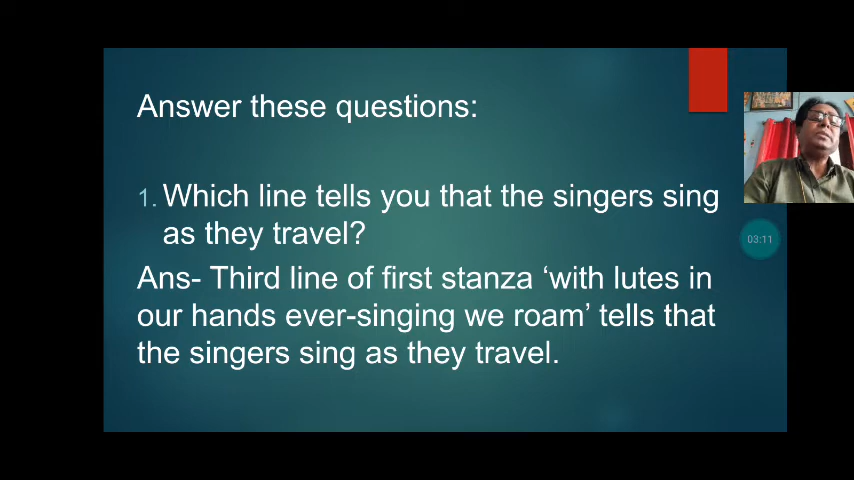 Answer these questions:
1. Which line tells you that the singers sing
as they travel?
Ans- Third line of first stanza ‘with lutes in
our hands ever-singing we roam’ tells that
the singers sing as they travel.
03:11